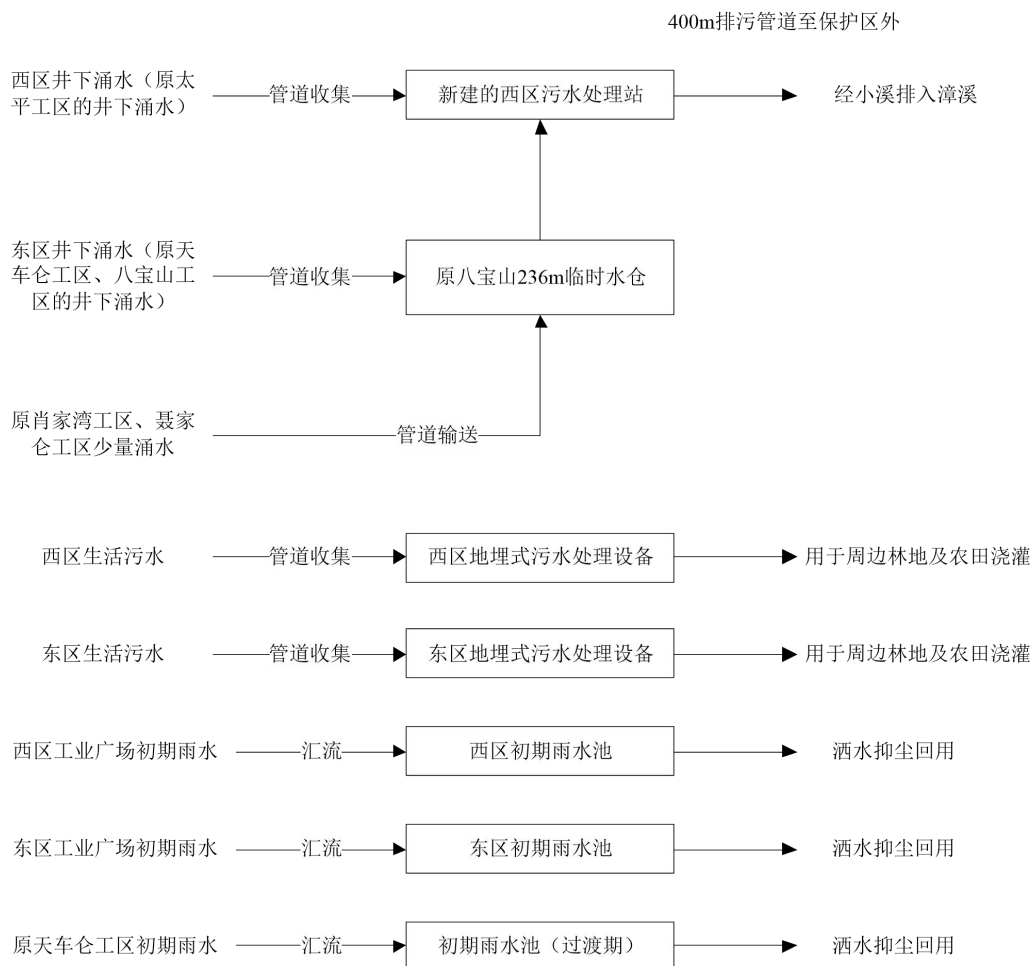 400m排污管道至保护区外
西区井下涌水（原太
平工区的井下涌水）
管道收集
新建的西区污水处理站
经小溪排入漳溪
东区井下涌水（原天
车仑工区、八宝山工
区的井下涌水）
管道收集
原八宝山236m临时水仓
原肖家湾工区、聂家
仑工区少量涌水
管道输送
西区生活污水
管道收集
西区地埋式污水处理设备
用于周边林地及农田浇灌
东区生活污水
管道收集
东区地埋式污水处理设备
用于周边林地及农田浇灌
西区工业广场初期雨水
汇流
西区初期雨水池
洒水抑尘回用
东区工业广场初期雨水
汇流
东区初期雨水池
洒水抑尘回用
原天车仑工区初期雨水
汇流
初期雨水池（过渡期）
洒水抑尘回用